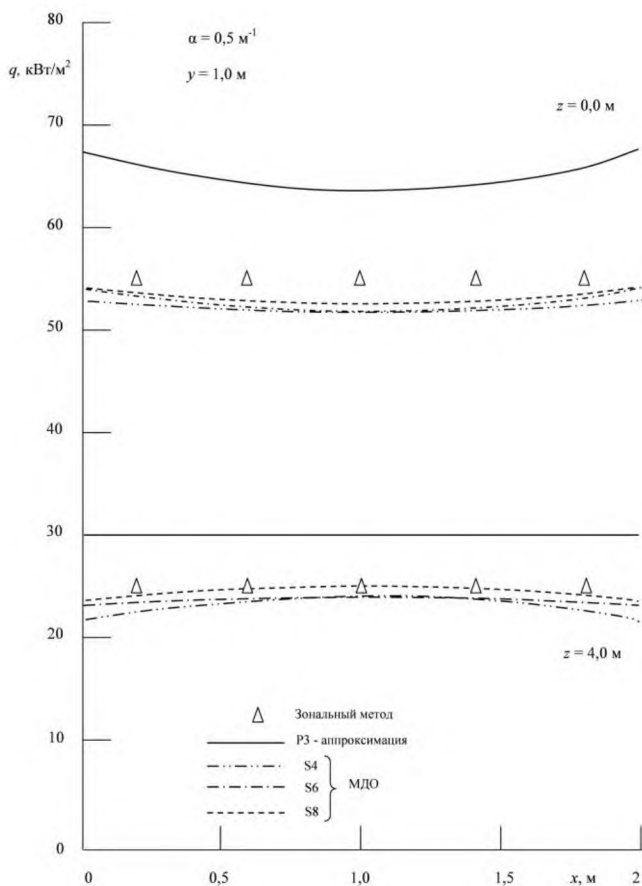 80
α = 0,5 м⁻¹
q, кВт/м²
y = 1,0 м
z = 0,0 м
70
60
50
40
30
20
z = 4,0 м
Зональный метод
P3 - аппроксимация
10
S4
S6
МДО
S8
0
0
0,5
1,0
1,5
x, м
2